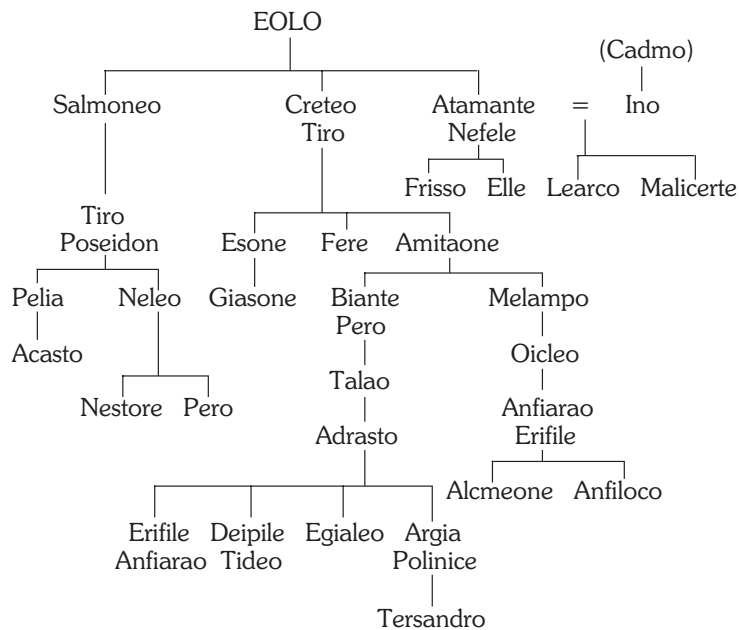 EOLO
(Cadmo)
Salmoneo Creteo Atamante = Ino
Tiro Nefele
Frisso Elle Learco Malicerte
Tiro
Poseidon Esone Fere Amitaone
Pelia Neleo Giasone Biante Melampo
Pero
Acasto Oicleo
Talao
Nestore Pero Anfiarao
Adrasto Erifile
Alcmeone Anfiloco
Erifile Deipile Egialeo Argia
Anfiarao Tideo Polinice
Tersandro